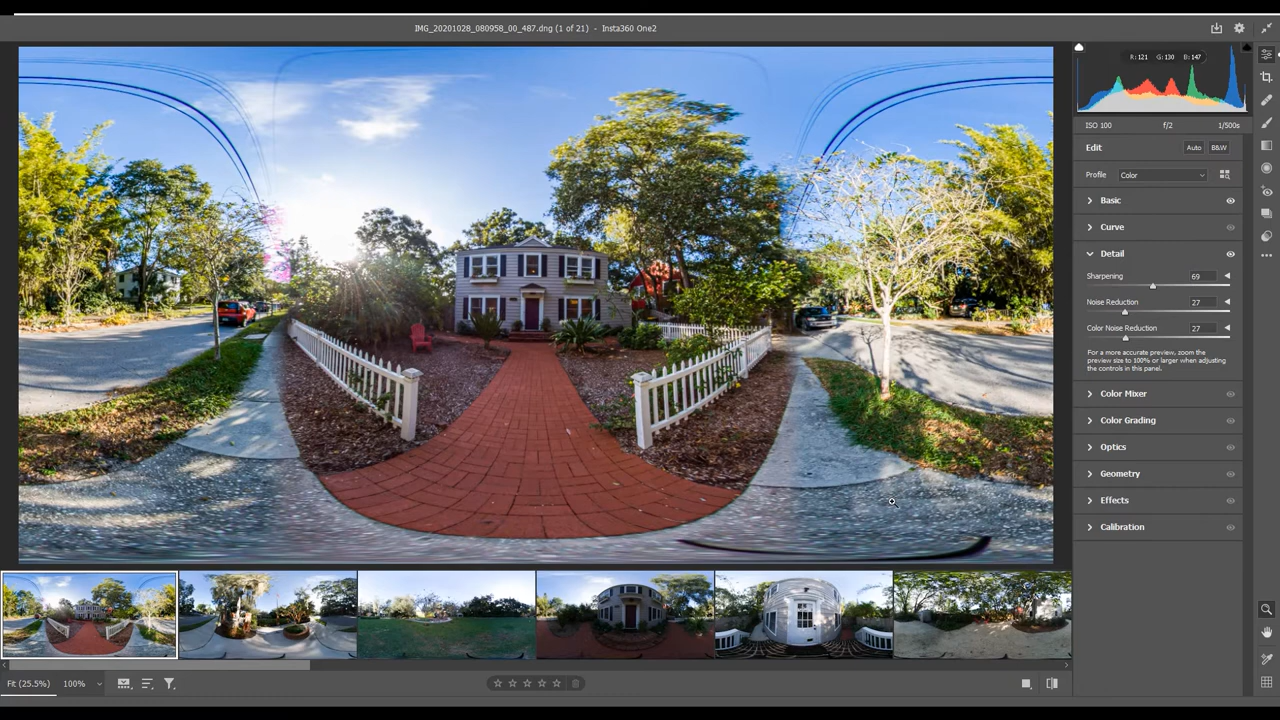 IMG_20201028_080958_00_487.dng (1 of 21) - Insta360 One2
R: 121 G: 130 B: 147
ISO 100 f/2 1/500s
Edit Auto B&W
Profile Color
Basic
Curve
Detail
Sharpening 69
Noise Reduction 27
Color Noise Reduction 27
For a more accurate preview, zoom the
preview size to 100% or larger when adjusting
the controls in this panel.
Color Mixer
Color Grading
Optics
Geometry
Effects
Calibration
Fit (25.5%) 100%